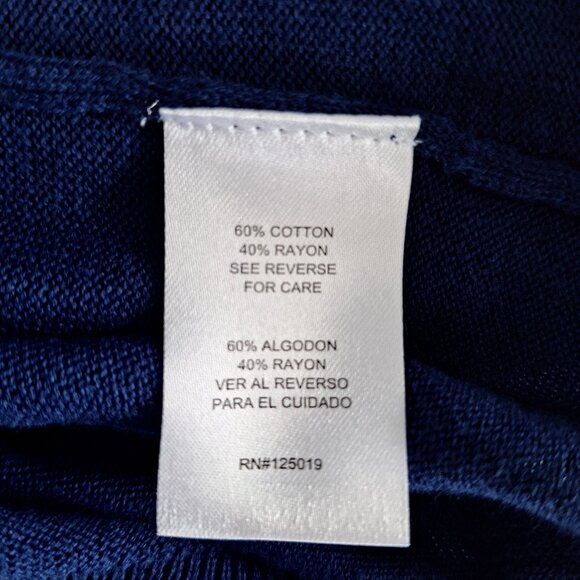 60% COTTON
40% RAYON
SEE REVERSE
FOR CARE
60% ALGODON
40% RAYON
VER AL REVERSO
PARA EL CUIDADO
RN#125019